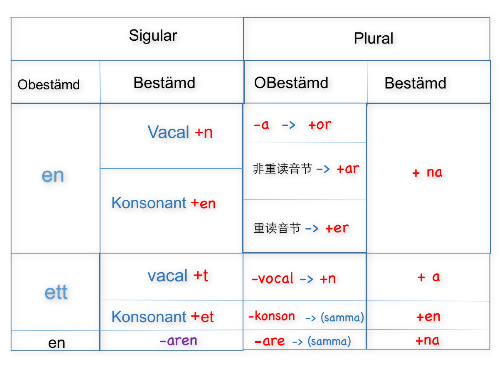 Sigular Plural
Obestämd Bestämd OBestämd Bestämd
en Vacal +n -a -> +or + na
非重读音节 -> +ar
Konsonant +en
重读音节 -> +er
ett vacal +t -vocal -> +n + a
Konsonant +et -konson -> (samma) +en
en -aren -are -> (samma) +na